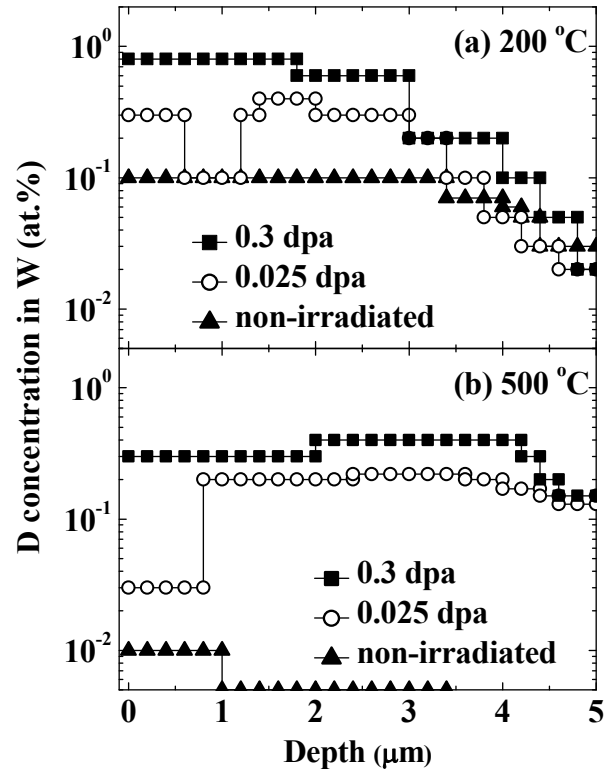 D concentration in W (at.%)
10⁰
10⁻¹
10⁻²
(a) 200 °C
0.3 dpa
0.025 dpa
non-irradiated
10⁰
10⁻¹
10⁻²
(b) 500 °C
0.3 dpa
0.025 dpa
non-irradiated
0 1 2 3 4 5
Depth (μm)